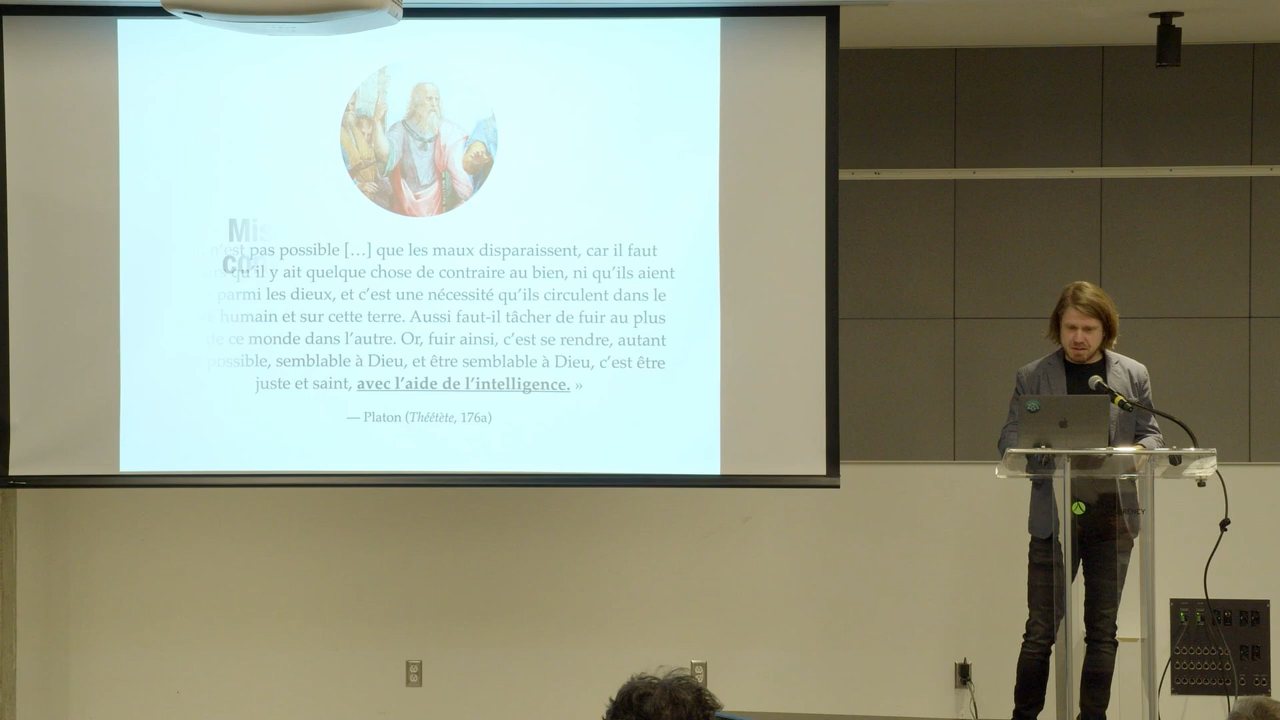 Mis
n'est pas possible […] que les maux disparaissent, car il faut
qu'il y ait quelque chose de contraire au bien, ni qu'ils aient
parmi les dieux, et c'est une nécessité qu'ils circulent dans le
humain et sur cette terre. Aussi faut-il tâcher de fuir au plus
ce monde dans l'autre. Or, fuir ainsi, c'est se rendre, autant
possible, semblable à Dieu, et être semblable à Dieu, c'est être
juste et saint, avec l'aide de l'intelligence. »
— Platon (Théétète, 176a)